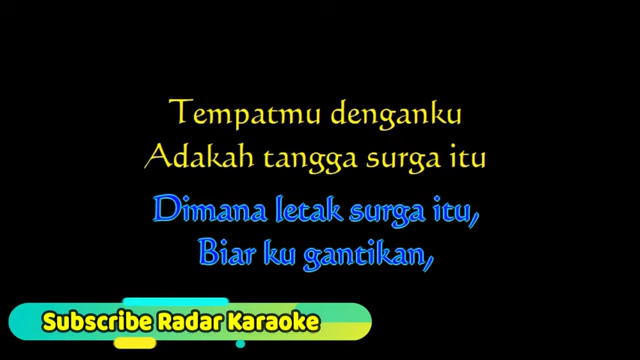 Tempatmu denganku
Adakah tangga surga itu
Dimana letak surga itu,
Biar ku gantikan,
Subscribe Radar Karaoke